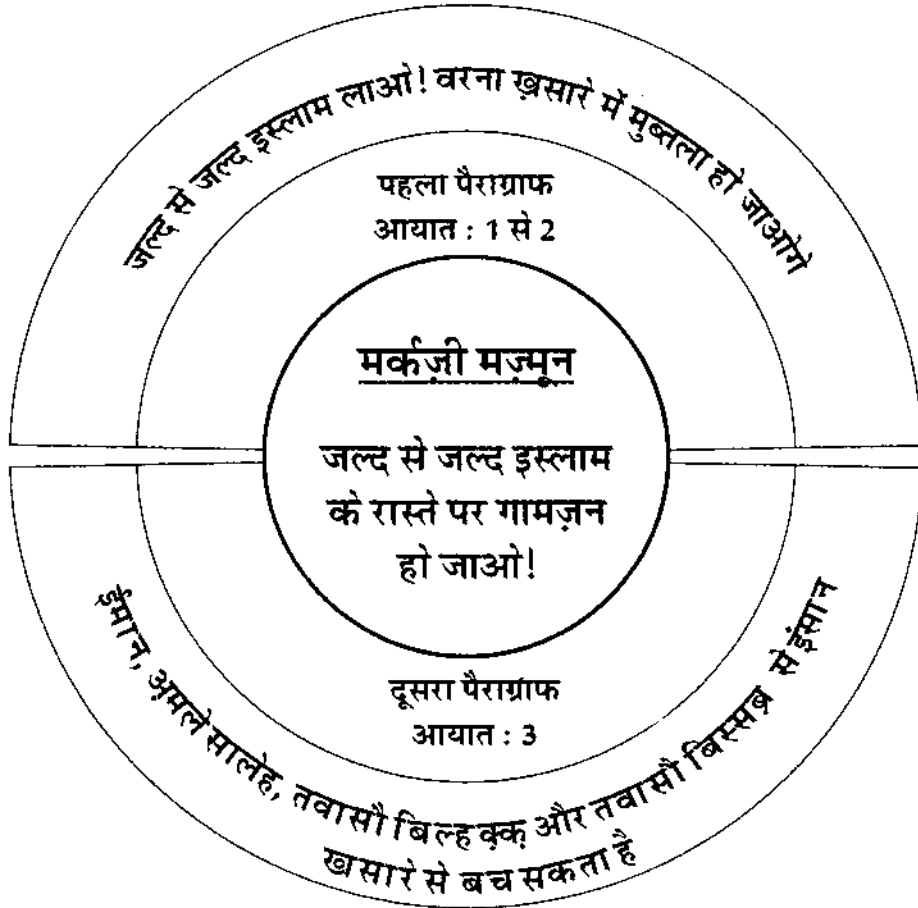 जल्द से जल्द इस्लाम लाओ! वरना ख़सारे में मुब्तला हो जाओगे
पहला पैराग्राफ
आयात : 1 से 2
मर्कज़ी मज़्मून
जल्द से जल्द इस्लाम
के रास्ते पर गामज़न
हो जाओ!
दूसरा पैराग्राफ
आयात : 3
ईमान, अ़मले सालेह, तवासौ बिल्हक़्क़ और तवासौ बिस्सब्र से इंसान
ख़सारे से बच सकता है